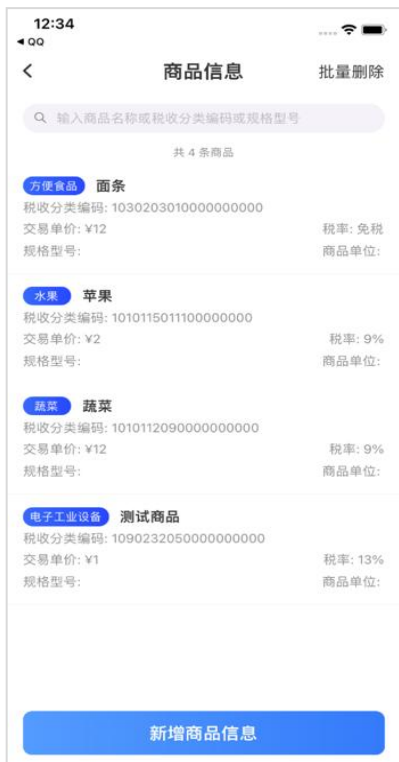 12:34
QQ
商品信息 批量删除
输入商品名称或税收分类编码或规格型号
共 4 条商品
方便食品 面条
税收分类编码: 1030203010000000000
交易单价: ¥12 税率: 免税
规格型号: 商品单位:
水果 苹果
税收分类编码: 1010115011100000000
交易单价: ¥2 税率: 9%
规格型号: 商品单位:
蔬菜 蔬菜
税收分类编码: 1010112090000000000
交易单价: ¥12 税率: 9%
规格型号: 商品单位:
电子工业设备 测试商品
税收分类编码: 1090232050000000000
交易单价: ¥1 税率: 13%
规格型号: 商品单位:
新增商品信息